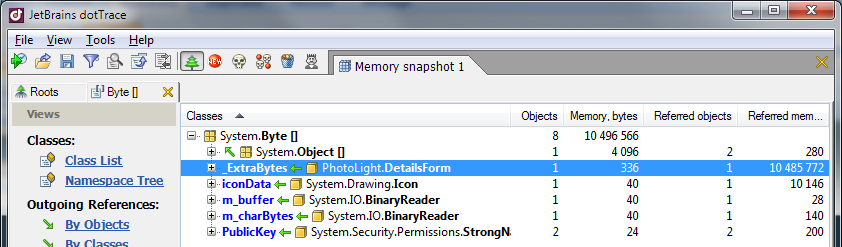 JetBrains dotTrace
File View Tools Help
Memory snapshot 1
Roots Byte []
Views
Classes:
Class List
Namespace Tree
Outgoing References:
By Objects
By Classes
Classes Objects Memory, bytes Referred objects Referred mem...
System.Byte [] 8 10 496 566
System.Object [] 1 4 096 2 280
_ExtraBytes PhotoLight.DetailsForm 1 336 1 10 485 772
iconData System.Drawing.Icon 1 40 1 10 146
m_buffer System.IO.BinaryReader 1 40 1 28
m_charBytes System.IO.BinaryReader 1 40 1 140
PublicKey System.Security.Permissions.StrongNa 2 24 2 200